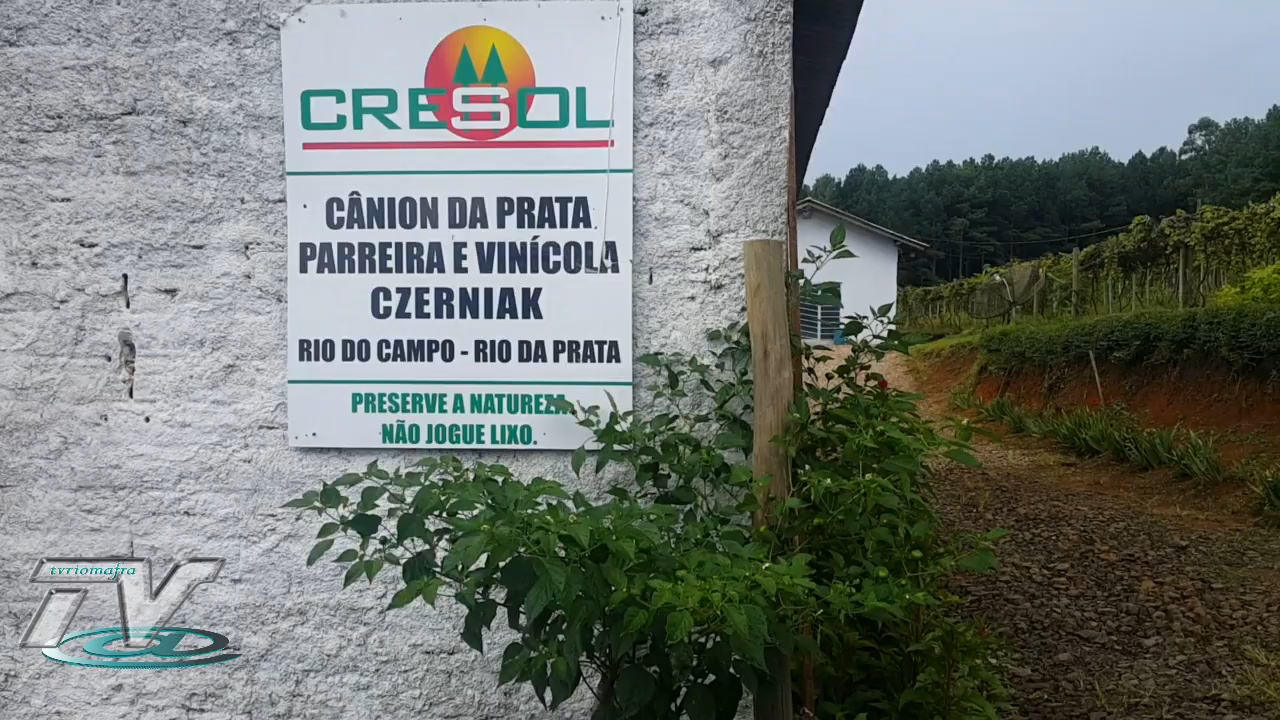 CRESOL
CÂNION DA PRATA
PARREIRA E VINÍCOLA
CZERNIAK
RIO DO CAMPO - RIO DA PRATA
PRESERVE A NATUREZA
NÃO JOGUE LIXO.
TV
tvriomafra